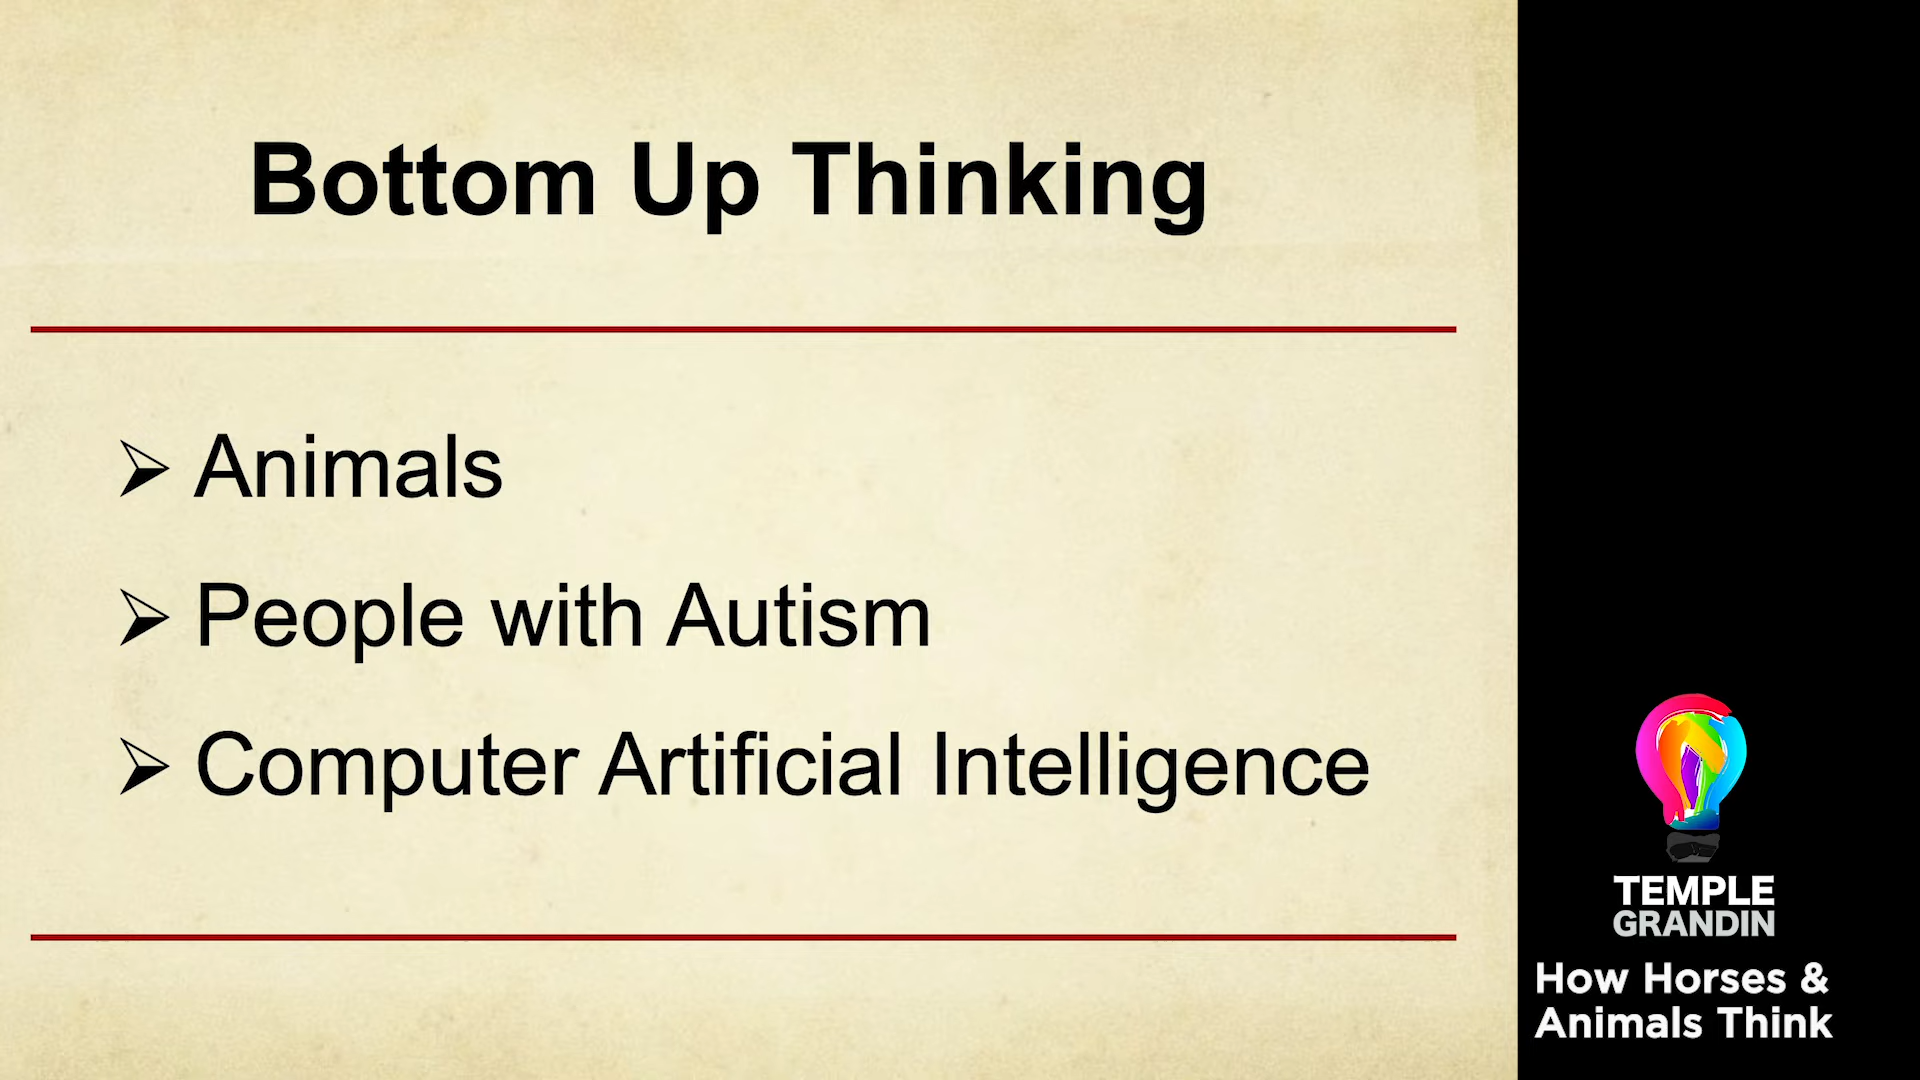 Bottom Up Thinking
Animals
People with Autism
Computer Artificial Intelligence
TEMPLE
GRANDIN
How Horses &
Animals Think